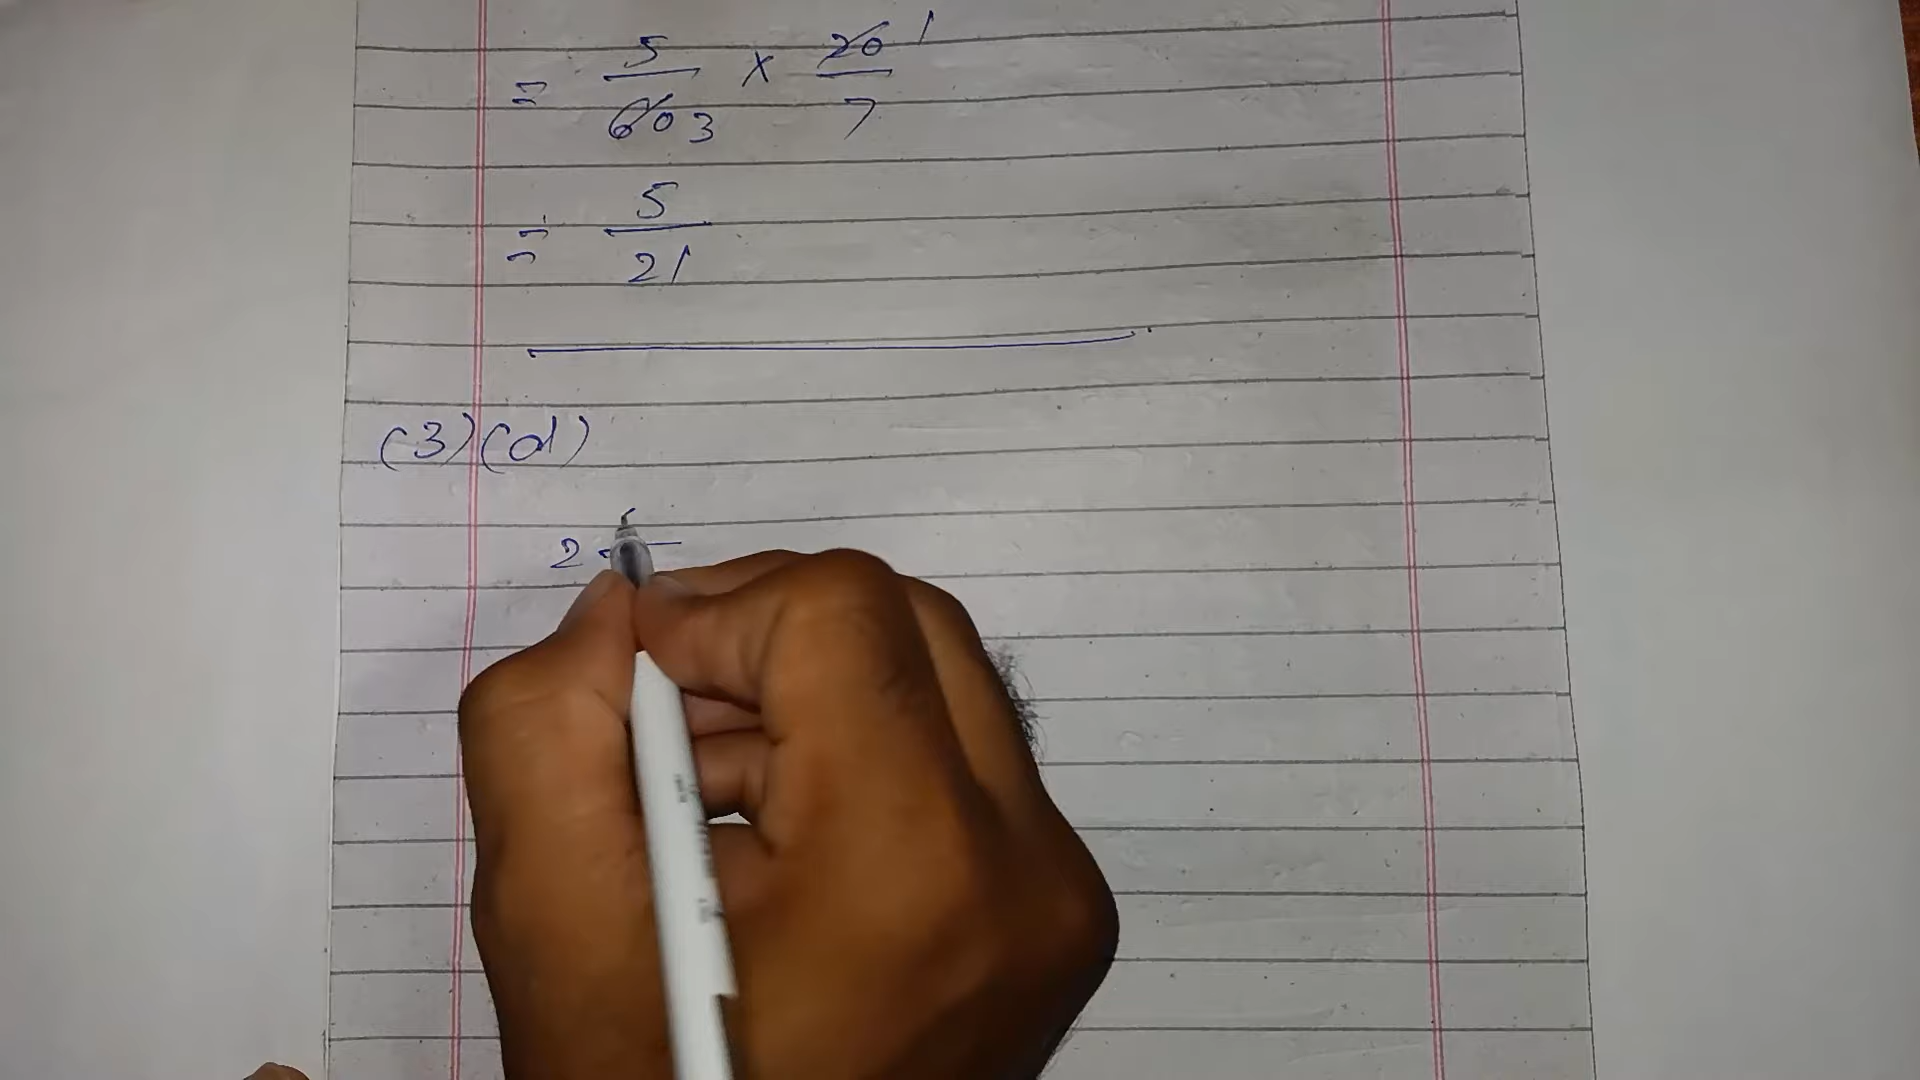 = 5/60 3 × 20/7 1
= 5/21
(3) (d)
2